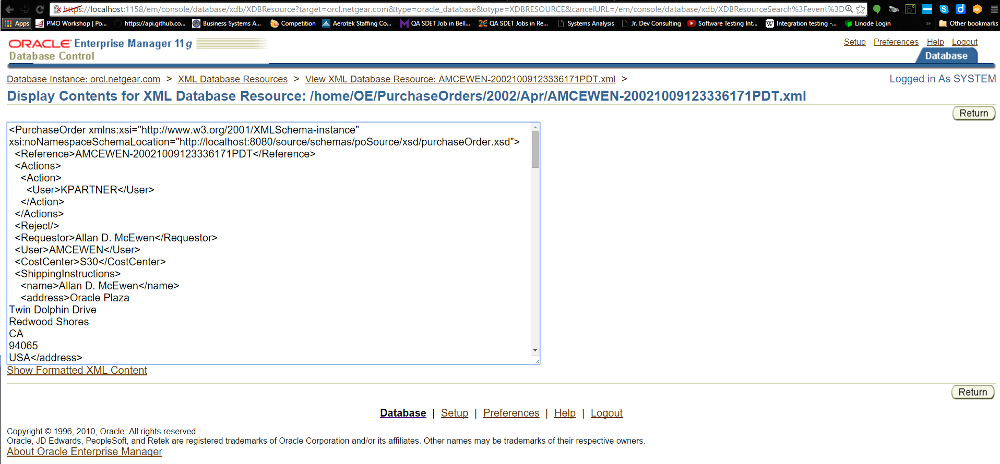 https://localhost:1158/em/console/database/xdb/XDBResource?target=orcl.netgear.com&type=oracle_database&otype=XDBRESOURCE&cancelURL=/em/console/database/xdb/XDBResourceSearch%3Fevent%3D
Apps PMO Workshop | Po... https://api.github.co... Business Systems A... Competition Aerotek Staffing Co... QA SDET Job in Bell... QA SDET Jobs in Re... Systems Analysis Jr. Dev Consulting Software Testing Int... W Integration testing -... Linode Login » Other bookmarks
ORACLE Enterprise Manager 11g
Database Control
Setup Preferences Help Logout
Database
Database Instance: orcl.netgear.com > XML Database Resources > View XML Database Resource: AMCEWEN-20021009123336171PDT.xml >
Logged in As SYSTEM
Display Contents for XML Database Resource: /home/OE/PurchaseOrders/2002/Apr/AMCEWEN-20021009123336171PDT.xml
Return
<PurchaseOrder xmlns:xsi="http://www.w3.org/2001/XMLSchema-instance"
xsi:noNamespaceSchemaLocation="http://localhost:8080/source/schemas/poSource/xsd/purchaseOrder.xsd">
<Reference>AMCEWEN-20021009123336171PDT</Reference>
<Actions>
<Action>
<User>KPARTNER</User>
</Action>
</Actions>
<Reject/>
<Requestor>Allan D. McEwen</Requestor>
<User>AMCEWEN</User>
<CostCenter>S30</CostCenter>
<ShippingInstructions>
<name>Allan D. McEwen</name>
<address>Oracle Plaza
Twin Dolphin Drive
Redwood Shores
CA
94065
USA</address>
Show Formatted XML Content
Return
Database | Setup | Preferences | Help | Logout
Copyright © 1996, 2010, Oracle. All rights reserved.
Oracle, JD Edwards, PeopleSoft, and Retek are registered trademarks of Oracle Corporation and/or its affiliates. Other names may be trademarks of their respective owners.
About Oracle Enterprise Manager